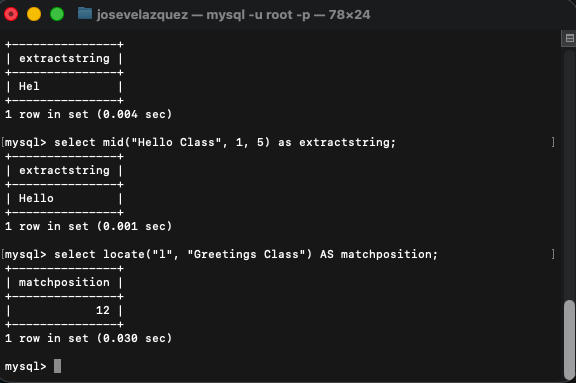 josevelazquez — mysql -u root -p — 78×24
+---------------+
| extractstring |
+---------------+
| Hel           |
+---------------+
1 row in set (0.004 sec)
[mysql> select mid("Hello Class", 1, 5) as extractstring; ]
+---------------+
| extractstring |
+---------------+
| Hello         |
+---------------+
1 row in set (0.001 sec)
[mysql> select locate("l", "Greetings Class") AS matchposition; ]
+---------------+
| matchposition |
+---------------+
|            12 |
+---------------+
1 row in set (0.030 sec)
mysql>